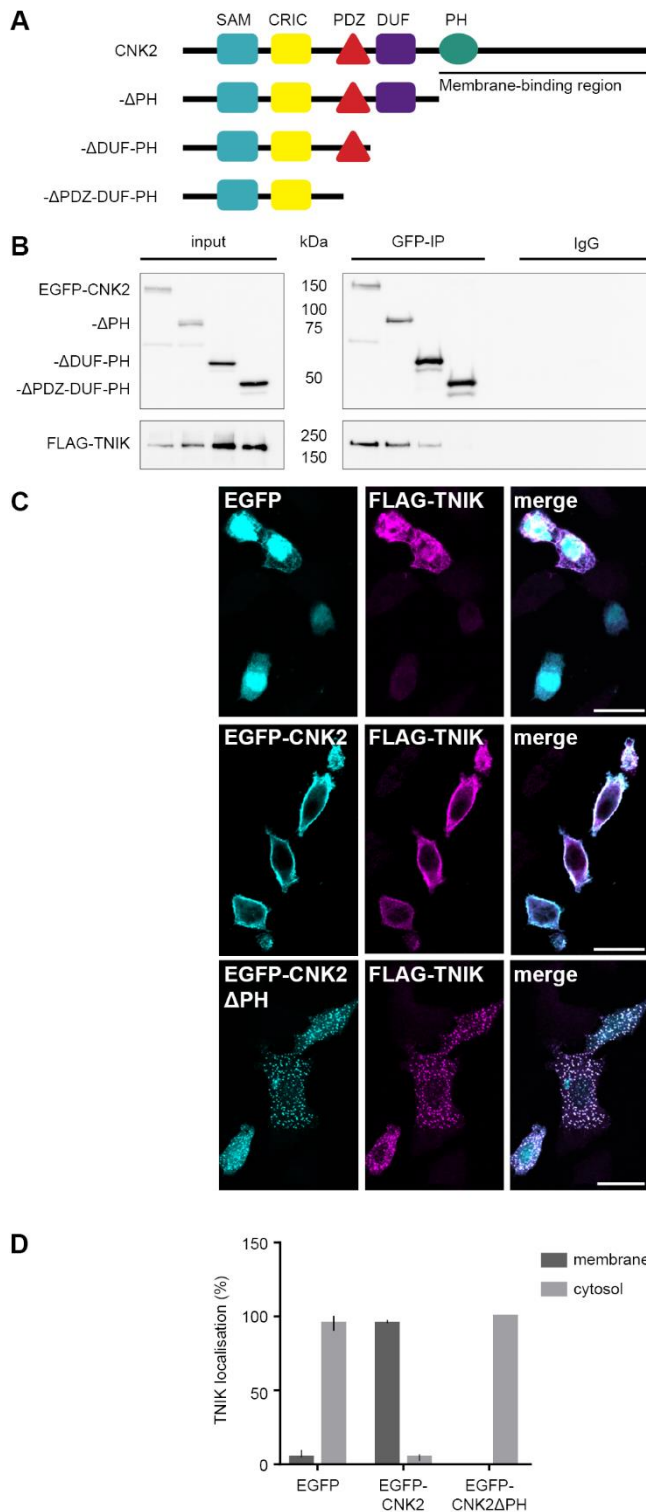 A
SAM CRIC PDZ DUF PH
CNK2
Membrane-binding region
-ΔPH
-ΔDUF-PH
-ΔPDZ-DUF-PH
B
input kDa GFP-IP IgG
EGFP-CNK2 150
100
-ΔPH 75
-ΔDUF-PH
-ΔPDZ-DUF-PH 50
FLAG-TNIK 250
150
C
EGFP FLAG-TNIK merge
EGFP-CNK2 FLAG-TNIK merge
EGFP-CNK2 FLAG-TNIK merge
ΔPH
D
TNIK localisation (%)
150
100
50
0
membrane
cytosol
EGFP EGFP- EGFP-
CNK2 CNK2ΔPH